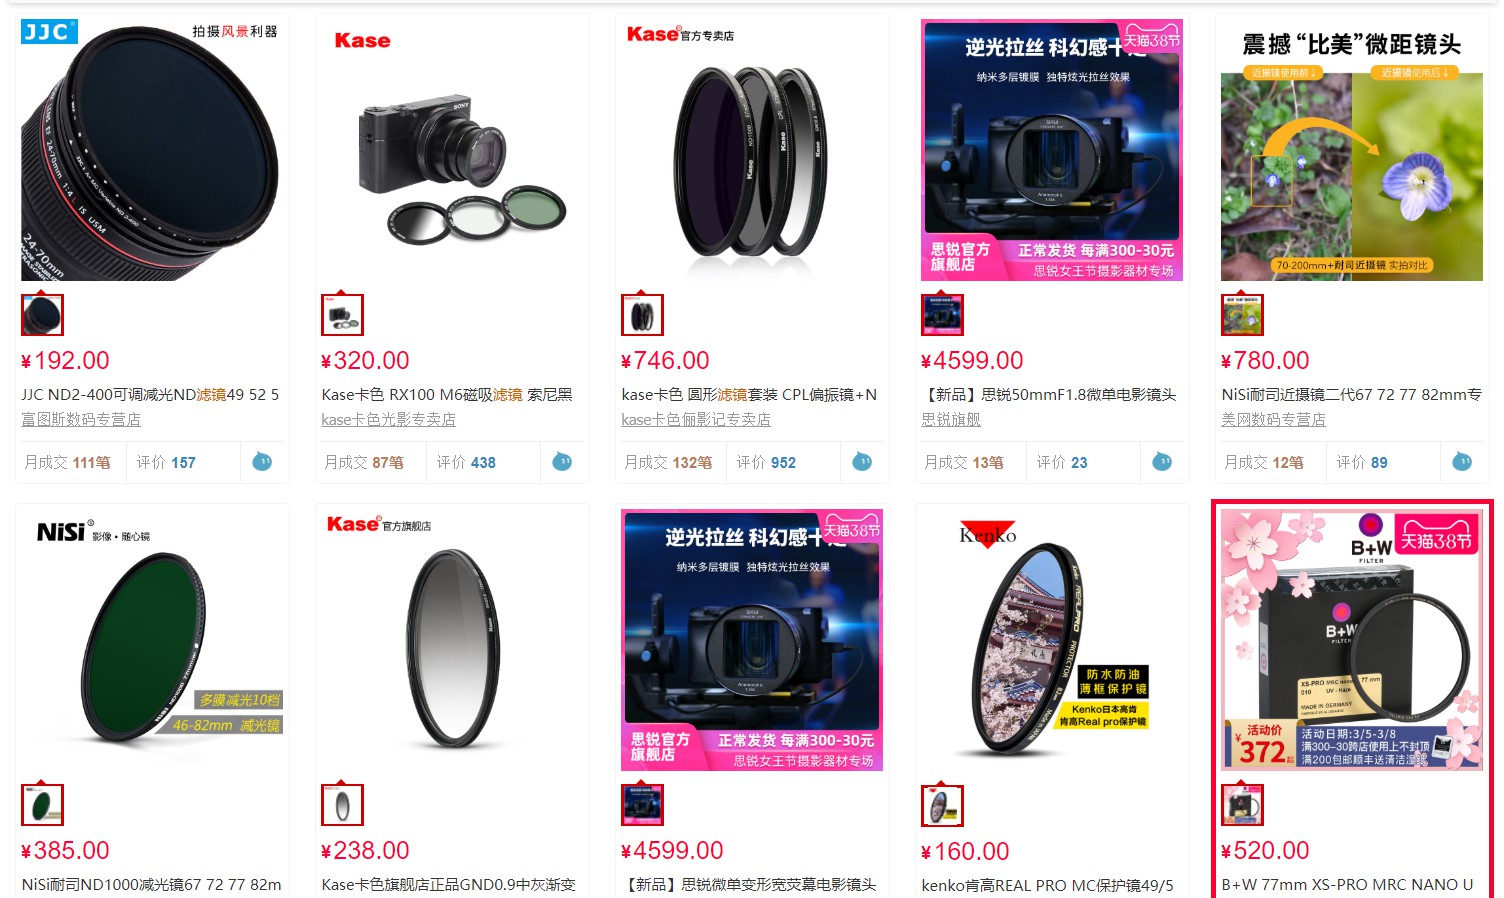 JJC
拍摄风景利器
24-70mm 1:4 L IS USM
24-70mm
Kase
SONY
Kase官方专卖店
Kase
Kase
天猫38节
逆光拉丝 科幻感十足
纳米多层镀膜 独特炫光拉丝效果
思锐官方
旗舰店
正常发货 每满300-30元
思锐女王节摄影器材专场
震撼“比美”微距镜头
近摄镜使用前↓
近摄镜使用后↓
70-200mm+耐司近摄镜 实拍对比
¥192.00
JJC ND2-400可调减光ND滤镜49 52 5
富图斯数码专营店
月成交 111笔
评价 157
¥320.00
Kase卡色 RX100 M6磁吸滤镜 索尼黑
kase卡色光影专卖店
月成交 87笔
评价 438
¥746.00
kase卡色 圆形滤镜套装 CPL偏振镜+N
kase卡色俪影记专卖店
月成交 132笔
评价 952
¥4599.00
【新品】思锐50mmF1.8微单电影镜头
思锐旗舰
月成交 13笔
评价 23
¥780.00
NiSi耐司近摄镜二代67 72 77 82mm专
美网数码专营店
月成交 12笔
评价 89
NiSi 影像·随心镜
多膜减光10档
46-82mm 减光镜
Kase官方旗舰店
天猫38节
逆光拉丝 科幻感十足
纳米多层镀膜 独特炫光拉丝效果
思锐官方
旗舰店
正常发货 每满300-30元
思锐女王节摄影器材专场
Kenko
REALPRO
PROTECTOR
防水防油
薄框保护镜
Kenko日本高肯
肯高Real pro保护镜
B+W
FILTER
天猫38节
B+W
FILTER
XS-PRO MRC nano 77 mm
010 UV - Haze
MADE IN GERMANY
活动价
¥372起
活动日期:3/5-3/8
满300-30跨店使用上不封顶
满200包邮顺丰送清洁湿纸
¥385.00
NiSi耐司ND1000减光镜67 72 77 82m
¥238.00
Kase卡色旗舰店正品GND0.9中灰渐变
¥4599.00
【新品】思锐微单变形宽荧幕电影镜头
¥160.00
kenko肯高REAL PRO MC保护镜49/5
¥520.00
B+W 77mm XS-PRO MRC NANO U